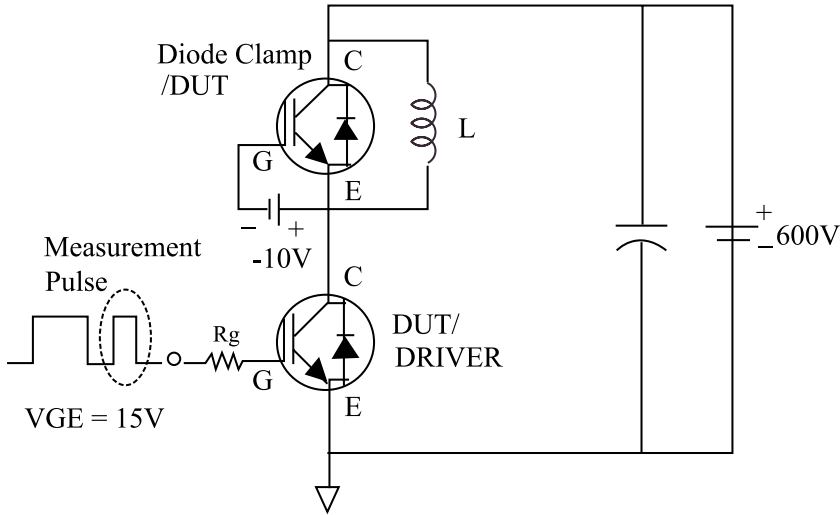 Diode Clamp
/DUT
C
G
E
L
− +
-10V
+
− 600V
Measurement
Pulse
C
Rg
G
E
DUT/
DRIVER
VGE = 15V